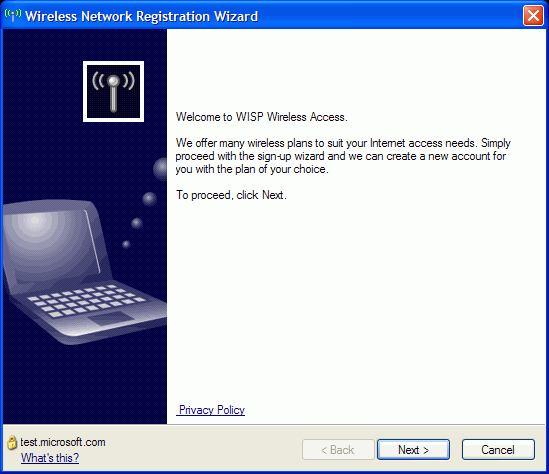 Wireless Network Registration Wizard
Welcome to WISP Wireless Access.
We offer many wireless plans to suit your Internet access needs. Simply
proceed with the sign-up wizard and we can create a new account for
you with the plan of your choice.
To proceed, click Next.
Privacy Policy
test.microsoft.com
What's this?
< Back
Next >
Cancel